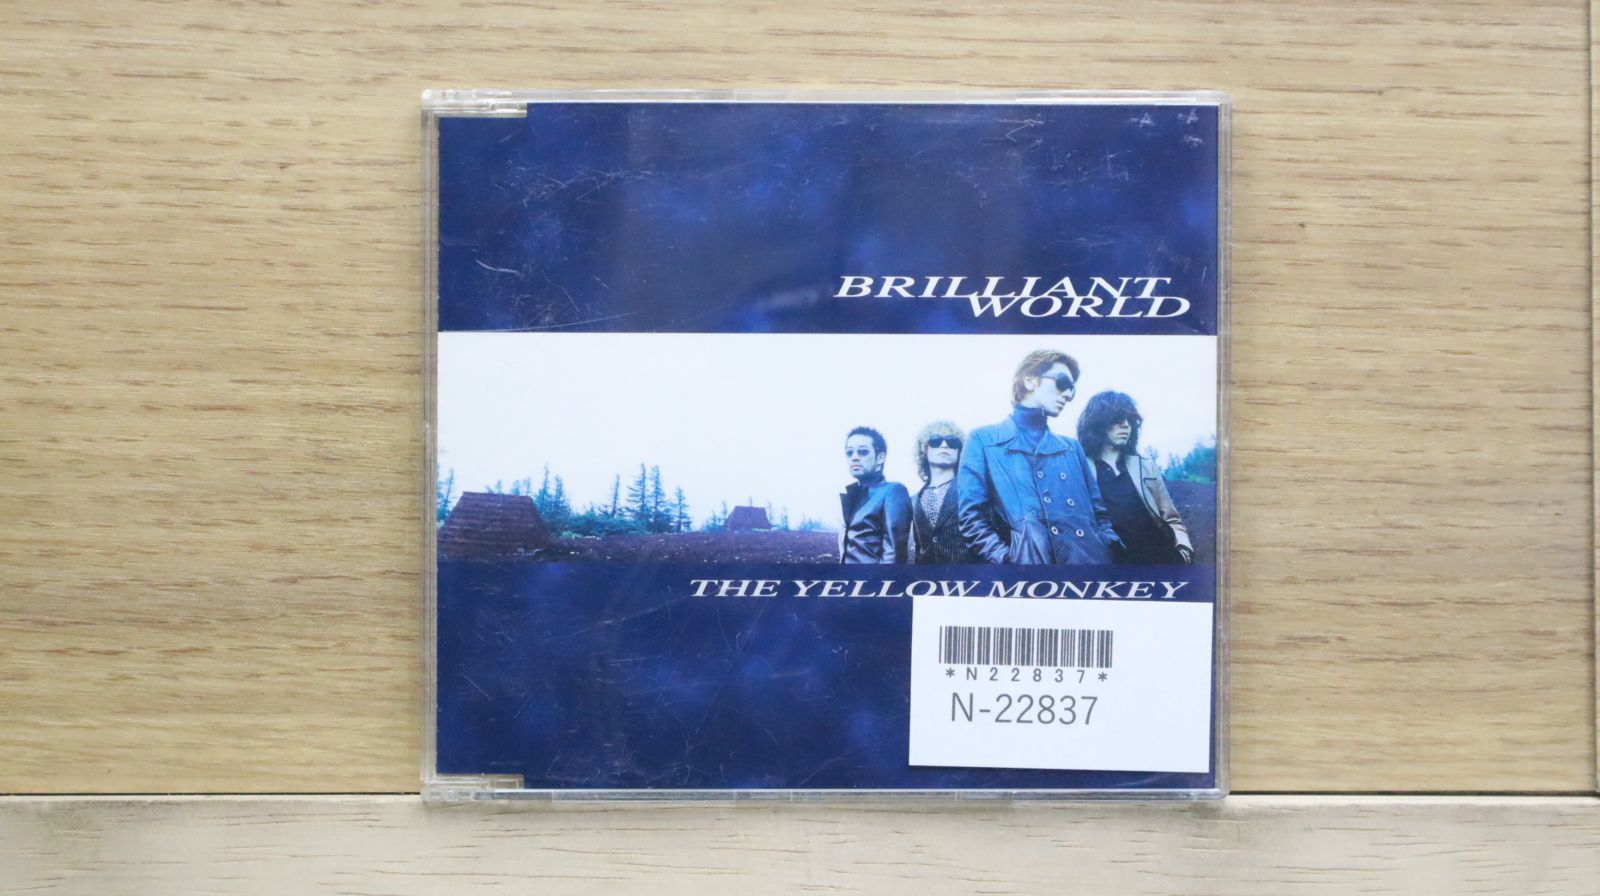 BRILLIANT
WORLD
THE YELLOW MONKEY
*N22837*
N-22837